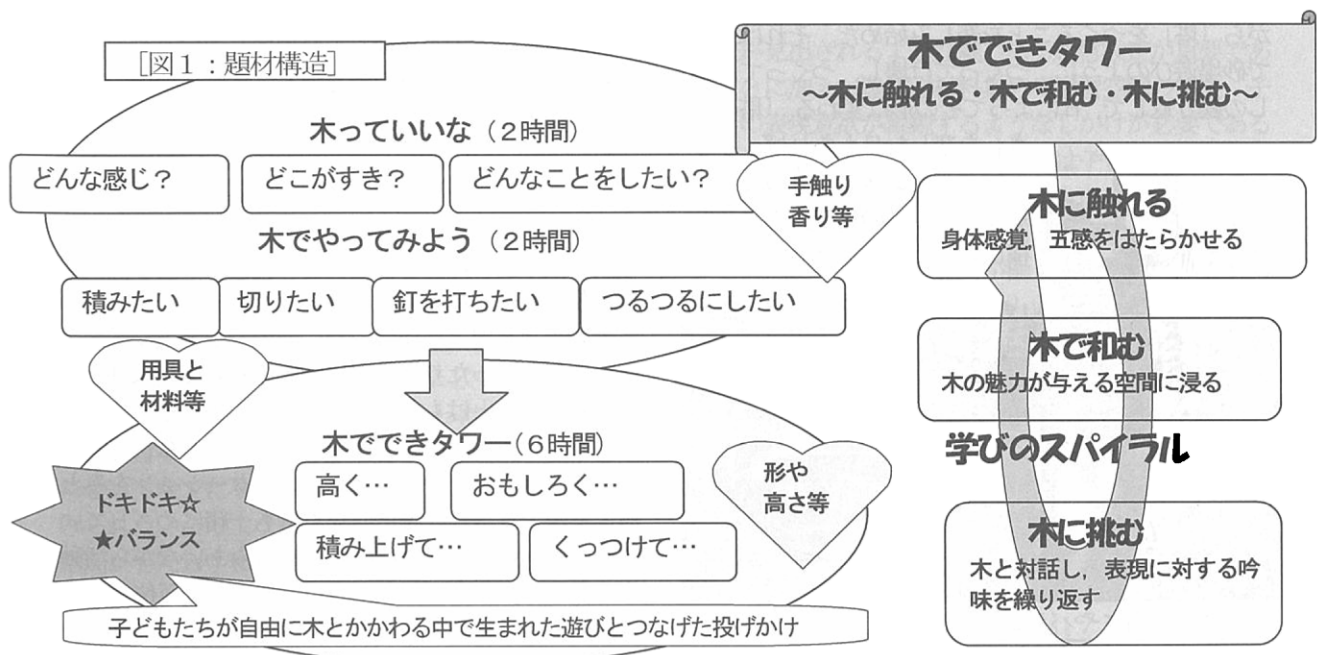 [図1:題材構造]
木でできタワー
~木に触れる・木で和む・木に挑む~
木っていいな(2時間)
どんな感じ?
どこがすき?
どんなことをしたい?
手触り
香り等
木でやってみよう(2時間)
積みたい
切りたい
釘を打ちたい
つるつるにしたい
用具と
材料等
木でできタワー(6時間)
高く…
おもしろく…
積み上げて…
くっつけて…
形や
高さ等
ドキドキ☆
★バランス
子どもたちが自由に木とかかわる中で生まれた遊びとつなげた投げかけ
木に触れる
身体感覚,五感をはたらかせる
木で和む
木の魅力が与える空間に浸る
学びのスパイラル
木に挑む
木と対話し,表現に対する吟
味を繰り返す